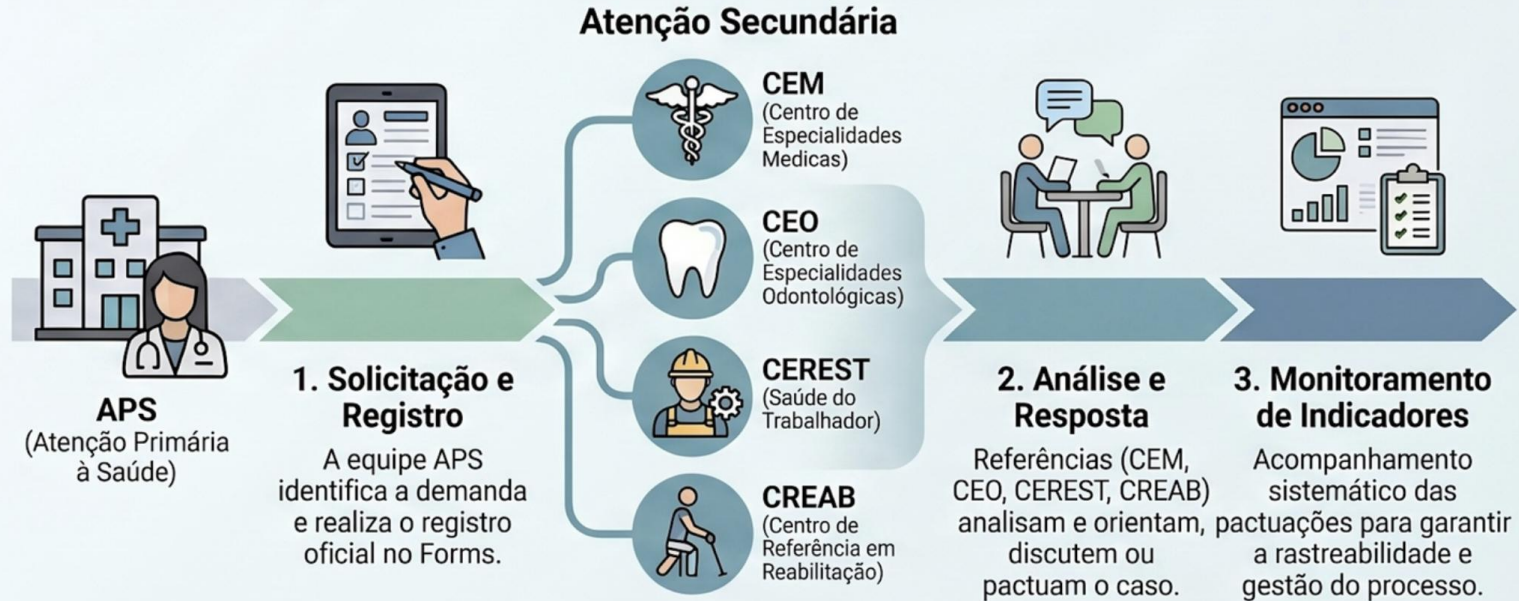 Atenção Secundária
APS
(Atenção Primária
à Saúde)
1. Solicitação e
Registro
A equipe APS
identifica a demanda
e realiza o registro
oficial no Forms.
CEM
(Centro de
Especialidades
Medicas)
CEO
(Centro de
Especialidades
Odontológicas)
CEREST
(Saúde do
Trabalhador)
CREAB
(Centro de
Referência em
Reabilitação)
2. Análise e
Resposta
Referências (CEM,
CEO, CEREST, CREAB)
analisam e orientam,
discutem ou
pactuam o caso.
3. Monitoramento
de Indicadores
Acompanhamento
sistemático das
pactuações para garantir
a rastreabilidade e
gestão do processo.